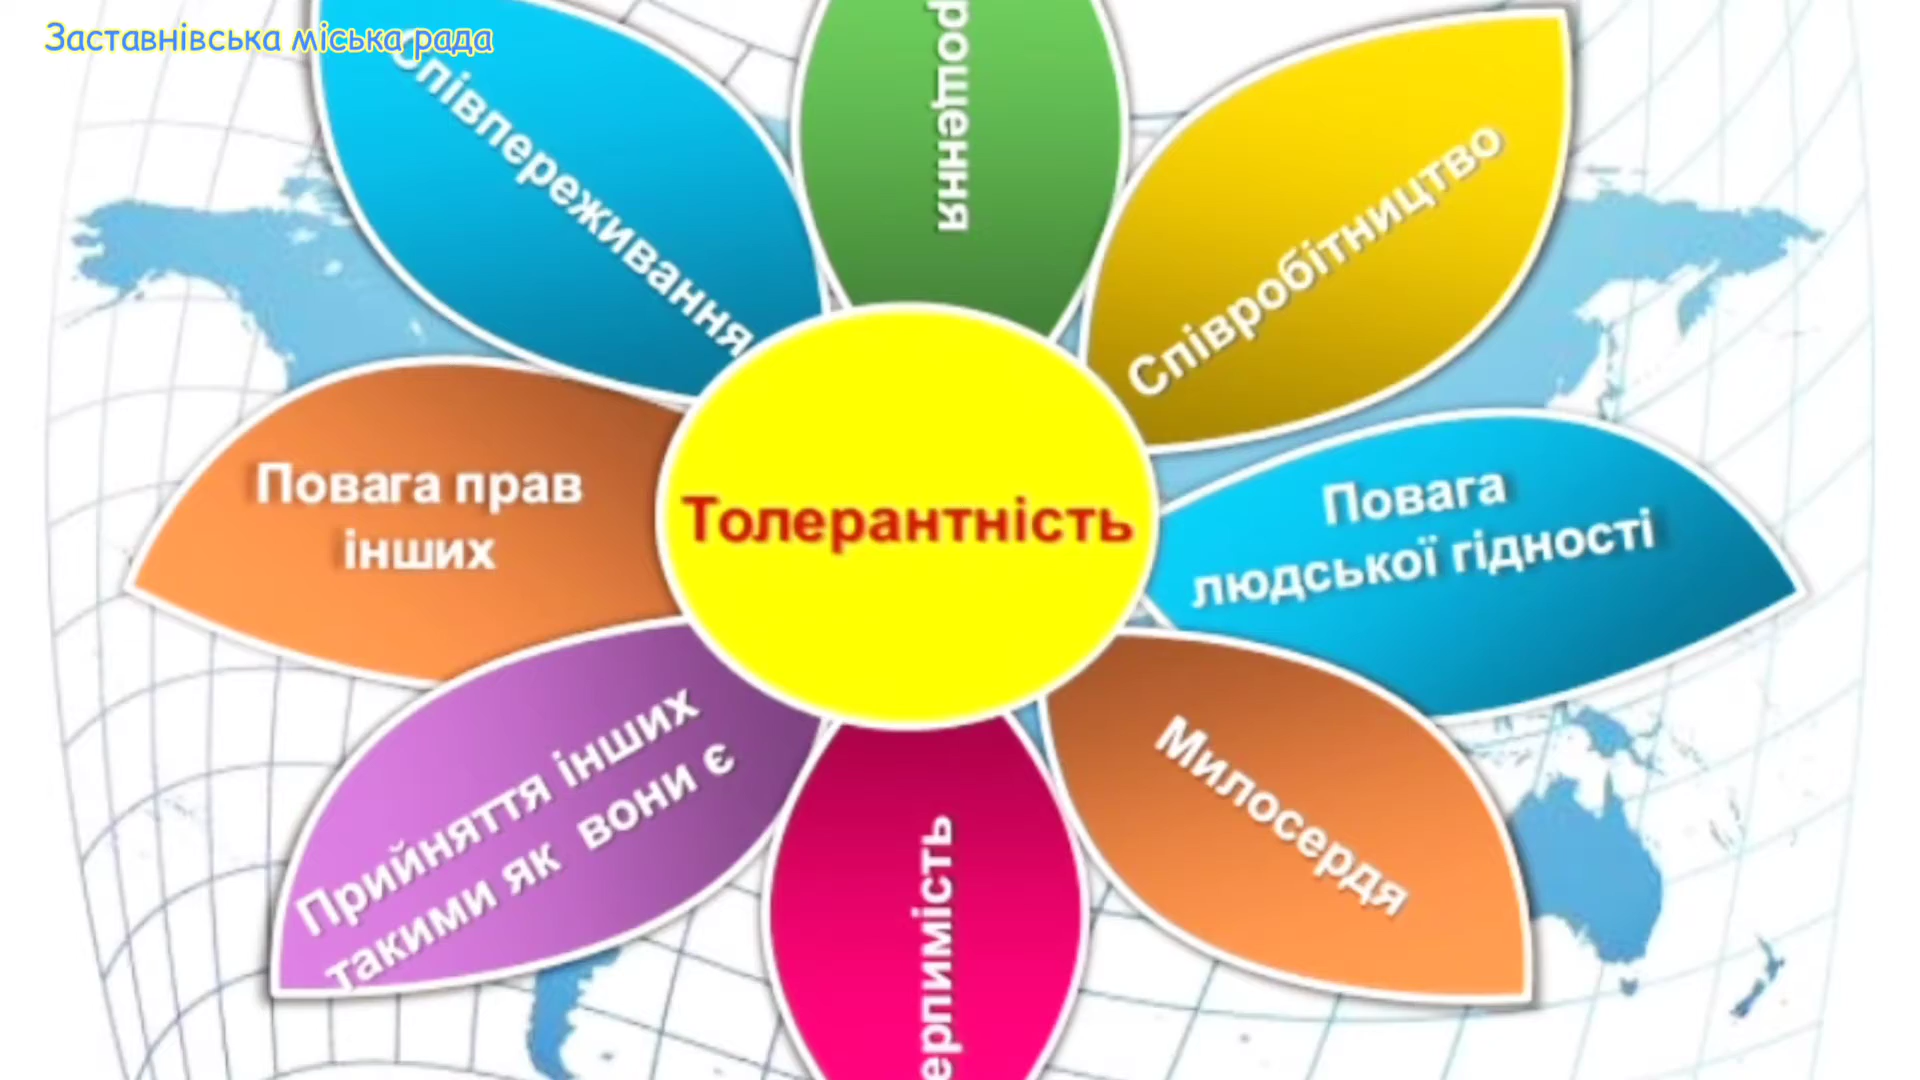 Заставнівська міська рада
Співпереживання
Співробітництво
Повага прав
інших
Толерантність
Повага
людської гідності
Прийняття інших
такими як вони є
Милосердя